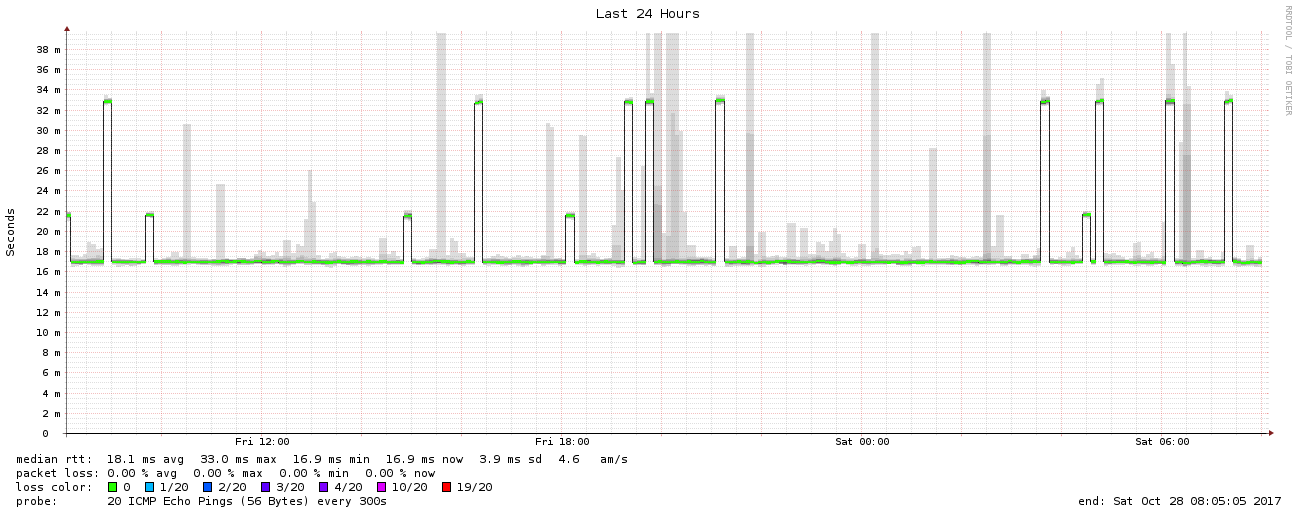 Last 24 Hours
RRDTOOL / TOBI OETIKER
Seconds
38 m
36 m
34 m
32 m
30 m
28 m
26 m
24 m
22 m
20 m
18 m
16 m
14 m
12 m
10 m
8 m
6 m
4 m
2 m
0
Fri 12:00 Fri 18:00 Sat 00:00 Sat 06:00
median rtt: 18.1 ms avg 33.0 ms max 16.9 ms min 16.9 ms now 3.9 ms sd 4.6 am/s
packet loss: 0.00 % avg 0.00 % max 0.00 % min 0.00 % now
loss color: 0 1/20 2/20 3/20 4/20 10/20 19/20
probe: 20 ICMP Echo Pings (56 Bytes) every 300s end: Sat Oct 28 08:05:05 2017